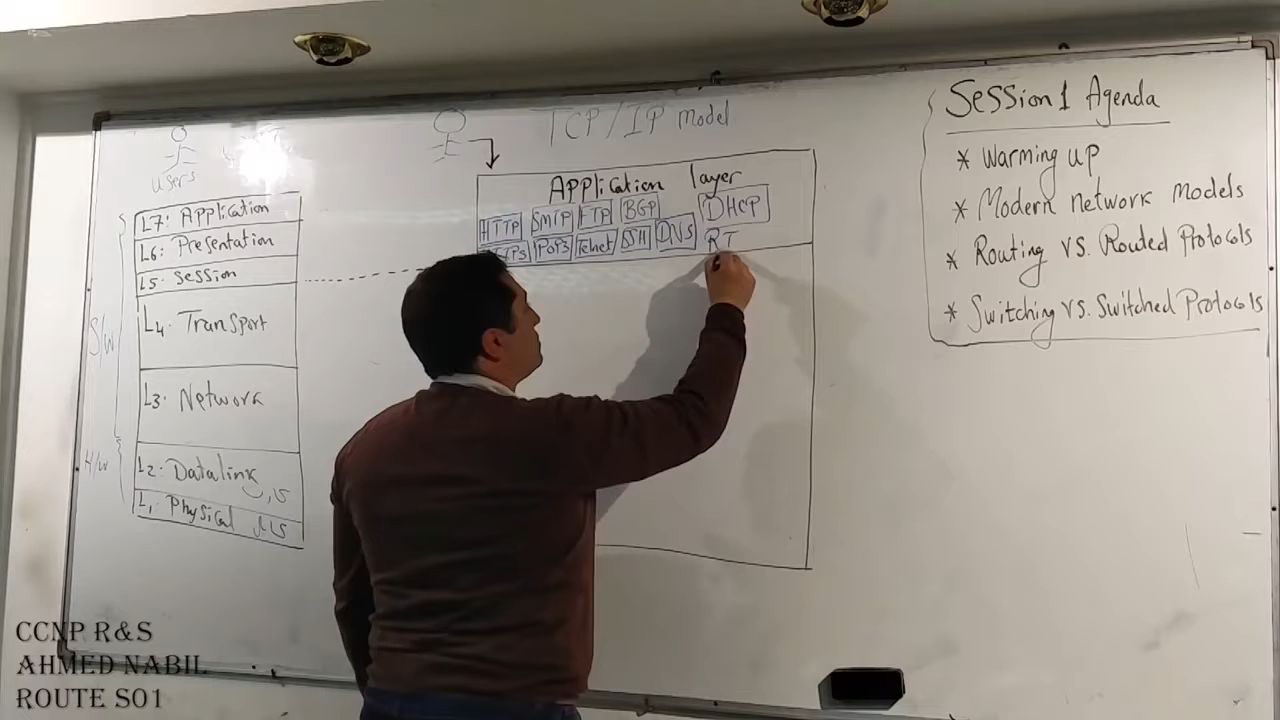 TCP/IP Model
users
L7: Application
L6: Presentation
L5: Session
L4: Transport
L3: Network
L2: Datalink
L1: Physical
S/W
H/W
Application layer
HTTP SMTP FTP BGP DHCP
POP3 Telnet SSH DNS RT
Session 1 Agenda
* Warming up
* Modern network models
* Routing VS. Routed Protocols
* Switching VS. Switched Protocols
CCNP R&S
AHMED NABIL
ROUTE S01